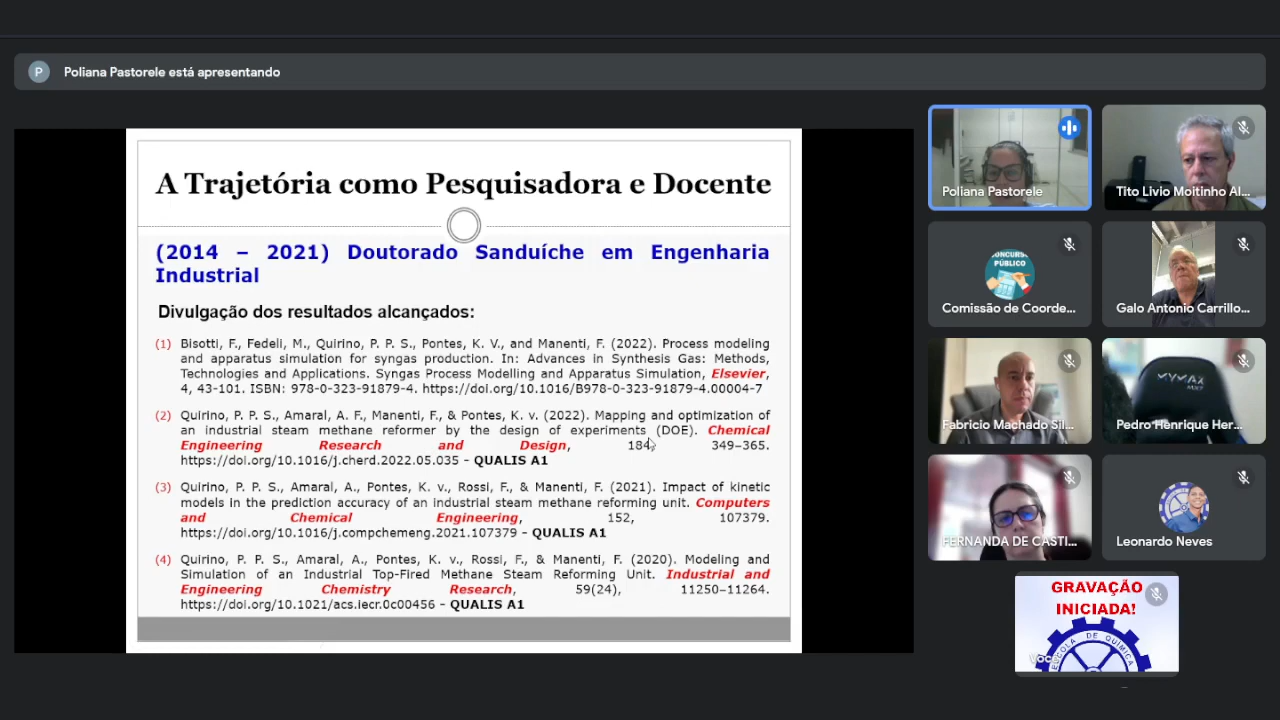 P
Poliana Pastorele está apresentando
A Trajetória como Pesquisadora e Docente
(2014 – 2021) Doutorado Sanduíche em Engenharia
Industrial
Divulgação dos resultados alcançados:
(1) Bisotti, F., Fedeli, M., Quirino, P. P. S., Pontes, K. V., and Manenti, F. (2022). Process modeling
and apparatus simulation for syngas production. In: Advances in Synthesis Gas: Methods,
Technologies and Applications. Syngas Process Modelling and Apparatus Simulation, Elsevier,
4, 43-101. ISBN: 978-0-323-91879-4. https://doi.org/10.1016/B978-0-323-91879-4.00004-7
(2) Quirino, P. P. S., Amaral, A. F., Manenti, F., & Pontes, K. v. (2022). Mapping and optimization of
an industrial steam methane reformer by the design of experiments (DOE). Chemical
Engineering Research and Design, 184, 349–365.
https://doi.org/10.1016/j.cherd.2022.05.035 – QUALIS A1
(3) Quirino, P. P. S., Amaral, A., Pontes, K. v., Rossi, F., & Manenti, F. (2021). Impact of kinetic
models in the prediction accuracy of an industrial steam methane reforming unit. Computers
and Chemical Engineering, 152, 107379.
https://doi.org/10.1016/j.compchemeng.2021.107379 – QUALIS A1
(4) Quirino, P. P. S., Amaral, A., Pontes, K. v., Rossi, F., & Manenti, F. (2020). Modeling and
Simulation of an Industrial Top-Fired Methane Steam Reforming Unit. Industrial and
Engineering Chemistry Research, 59(24), 11250–11264.
https://doi.org/10.1021/acs.iecr.0c00456 – QUALIS A1
Poliana Pastorele
Tito Livio Moitinho Al...
CONCURSO
PÚBLICO
Comissão de Coorde...
Galo Antonio Carrillo...
Fabricio Machado Sil...
MYMAX
Pedro Henrique Her...
FERNANDA DE CASTI...
Leonardo Neves
GRAVAÇÃO
INICIADA!
ESCOLA DE QUÍMICA
Você